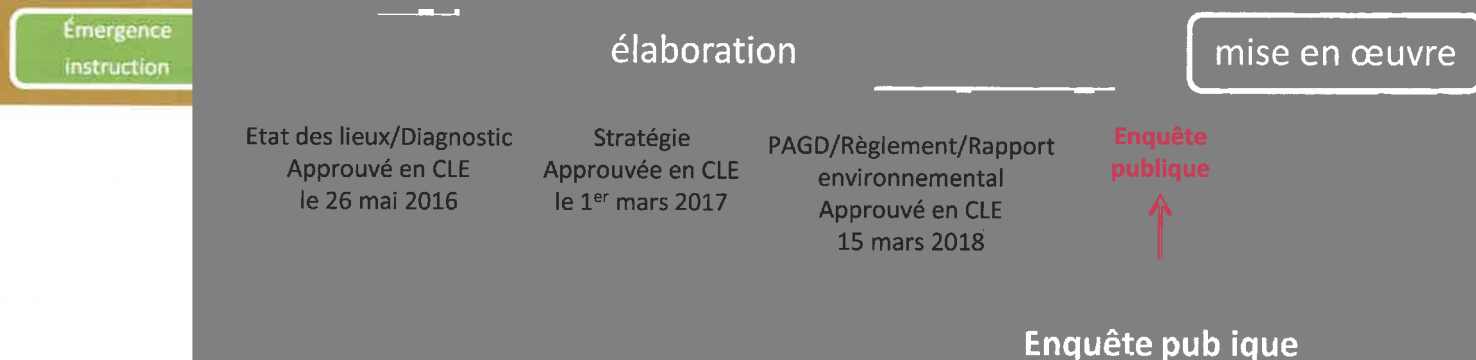 Émergence
instruction
élaboration
mise en œuvre
Etat des lieux/Diagnostic
Approuvé en CLE
le 26 mai 2016
Stratégie
Approuvée en CLE
le 1er mars 2017
PAGD/Règlement/Rapport
environnemental
Approuvé en CLE
15 mars 2018
Enquête
publique
Enquête pub ique